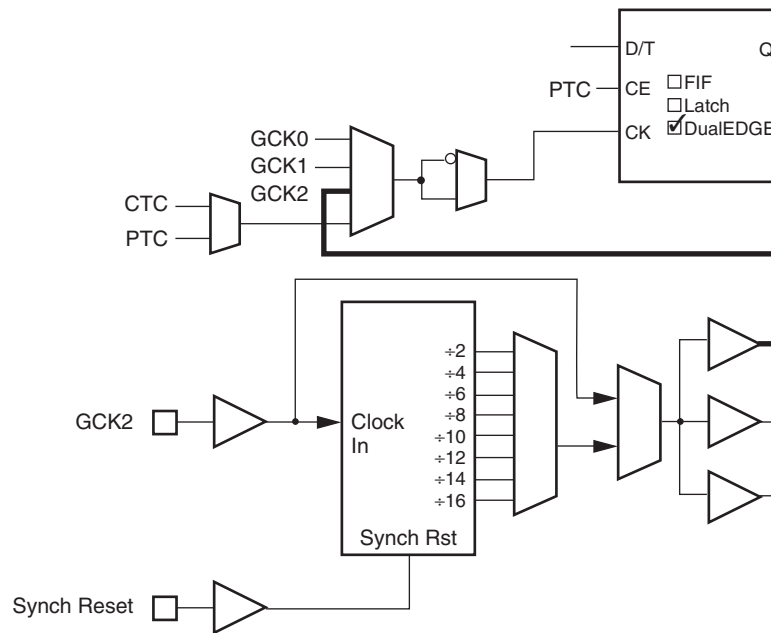 D/T
Q
PTC
CE
FIF
Latch
CK
DualEDGE
GCK0
GCK1
GCK2
CTC
PTC
÷2
÷4
÷6
÷8
÷10
÷12
÷14
÷16
GCK2
Clock
In
Synch Rst
Synch Reset